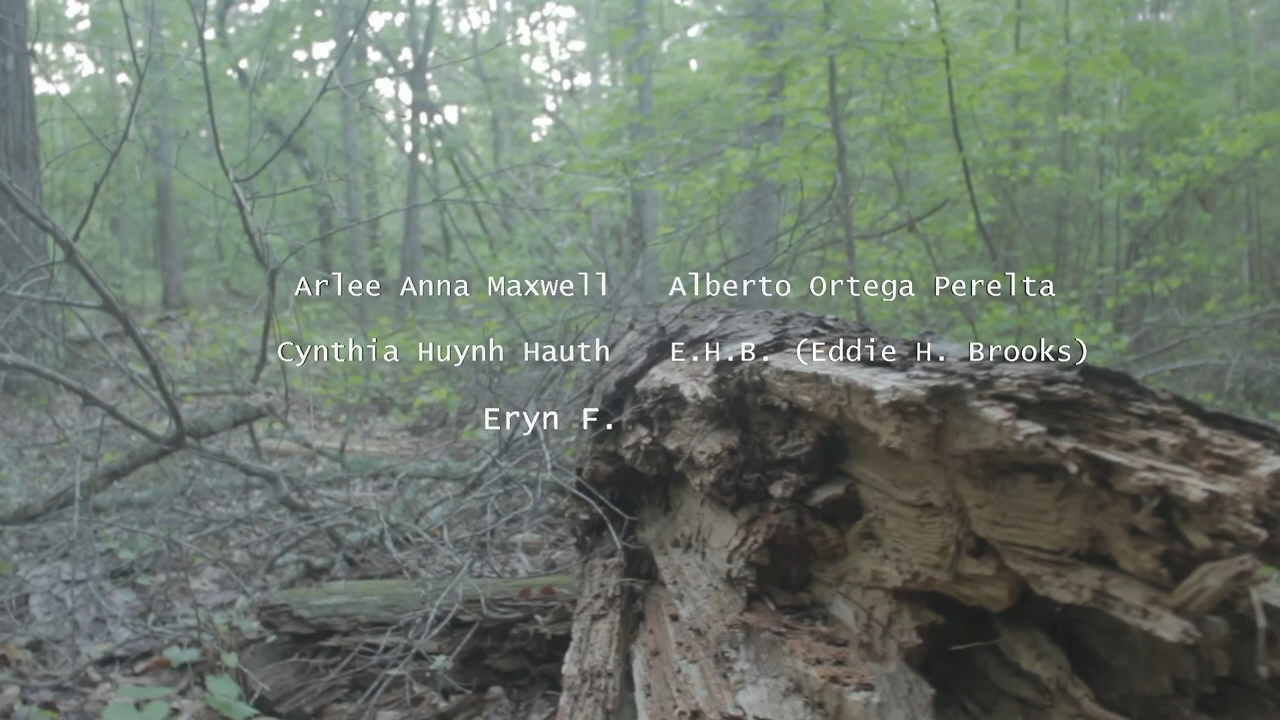 Arlee Anna Maxwell Alberto Ortega Perelta
Cynthia Huynh Hauth E.H.B. (Eddie H. Brooks)
Eryn F.